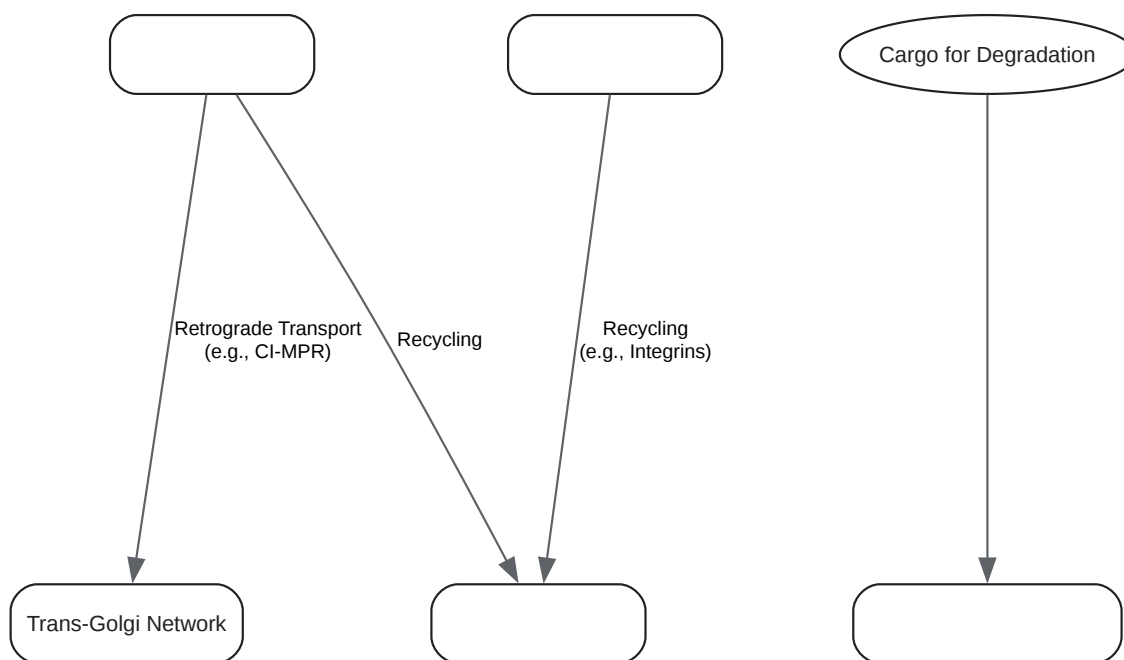 Cargo for Degradation
Retrograde Transport
(e.g., CI-MPR)
Recycling
Recycling
(e.g., Integrins)
Trans-Golgi Network